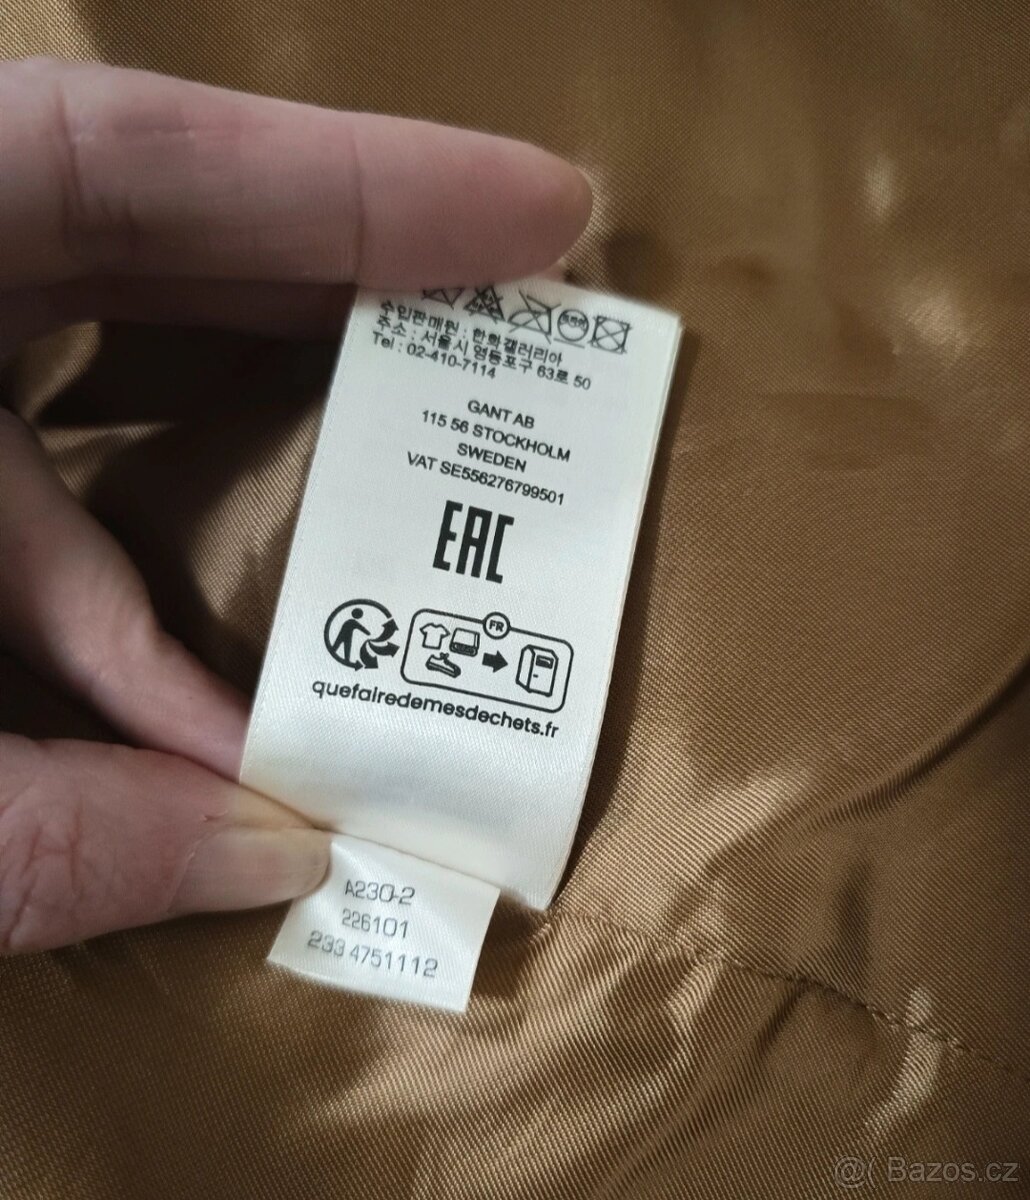 수입판매원 : 한화갤러리아
주소 : 서울시 영등포구 63로 50
Tel : 02-410-7114
GANT AB
115 56 STOCKHOLM
SWEDEN
VAT SE556276799501
EAC
FR
quefairedemesdechets.fr
A230-2
226101
233 4751112
@( Bazos.cz